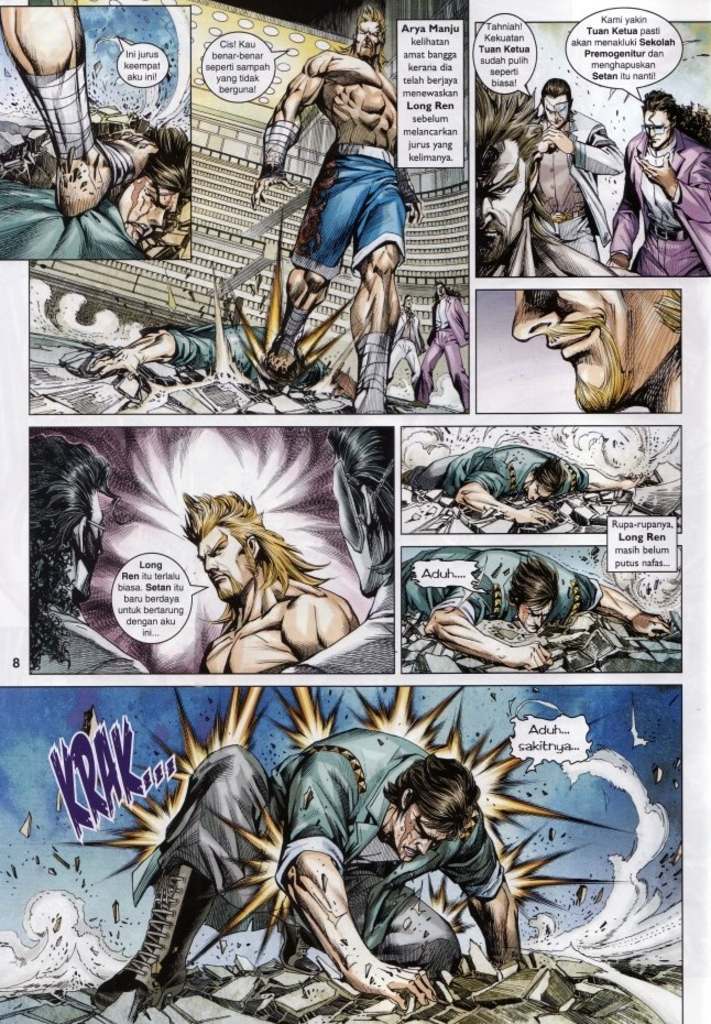 Ini jurus
keempat
aku ini!
Cis! Kau
benar-benar
seperti sampah
yang tidak
berguna!
Arya Manju
kelihatan
amat bangga
kerana dia
telah berjaya
menewaskan
Long Ren
sebelum
melancarkan
jurus yang
kelimanya.
Tahniah!
Kekuatan
Tuan Ketua
sudah pulih
seperti
biasa!
Kami yakin
Tuan Ketua pasti
akan menakluki Sekolah
Premogenitur dan
menghapuskan
Setan itu nanti!
Long
Ren itu terlalu
biasa. Setan itu
baru berdaya
untuk bertarung
dengan aku
ini...
Rupa-rupanya,
Long Ren
masih belum
putus nafas...
Aduh....
8
KRAK...
Aduh...
sakitnya...